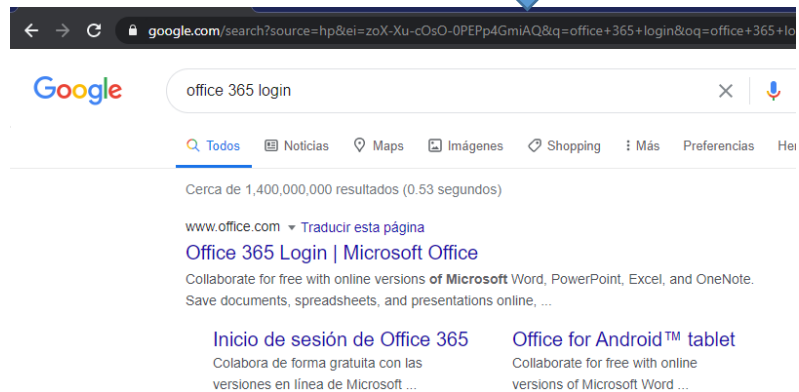 google.com/search?source=hp&ei=zoX-Xu-cOsO-0PEPp4GmiAQ&q=office+365+login&oq=office+365+lo
Google
office 365 login
Todos Noticias Maps Imágenes Shopping Más Preferencias Her
Cerca de 1,400,000,000 resultados (0.53 segundos)
www.office.com Traducir esta página
Office 365 Login | Microsoft Office
Collaborate for free with online versions of Microsoft Word, PowerPoint, Excel, and OneNote.
Save documents, spreadsheets, and presentations online, ...
Inicio de sesión de Office 365 Office for Android™ tablet
Colabora de forma gratuita con las Collaborate for free with online
versiones en línea de Microsoft ... versions of Microsoft Word ...